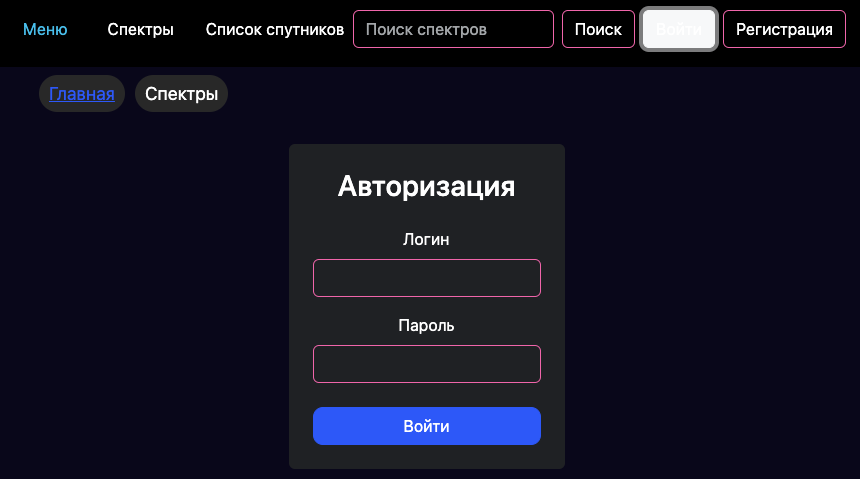 Меню Спектры Список спутников Поиск спектров Поиск Войти Регистрация
Главная Спектры
Авторизация
Логин
Пароль
Войти